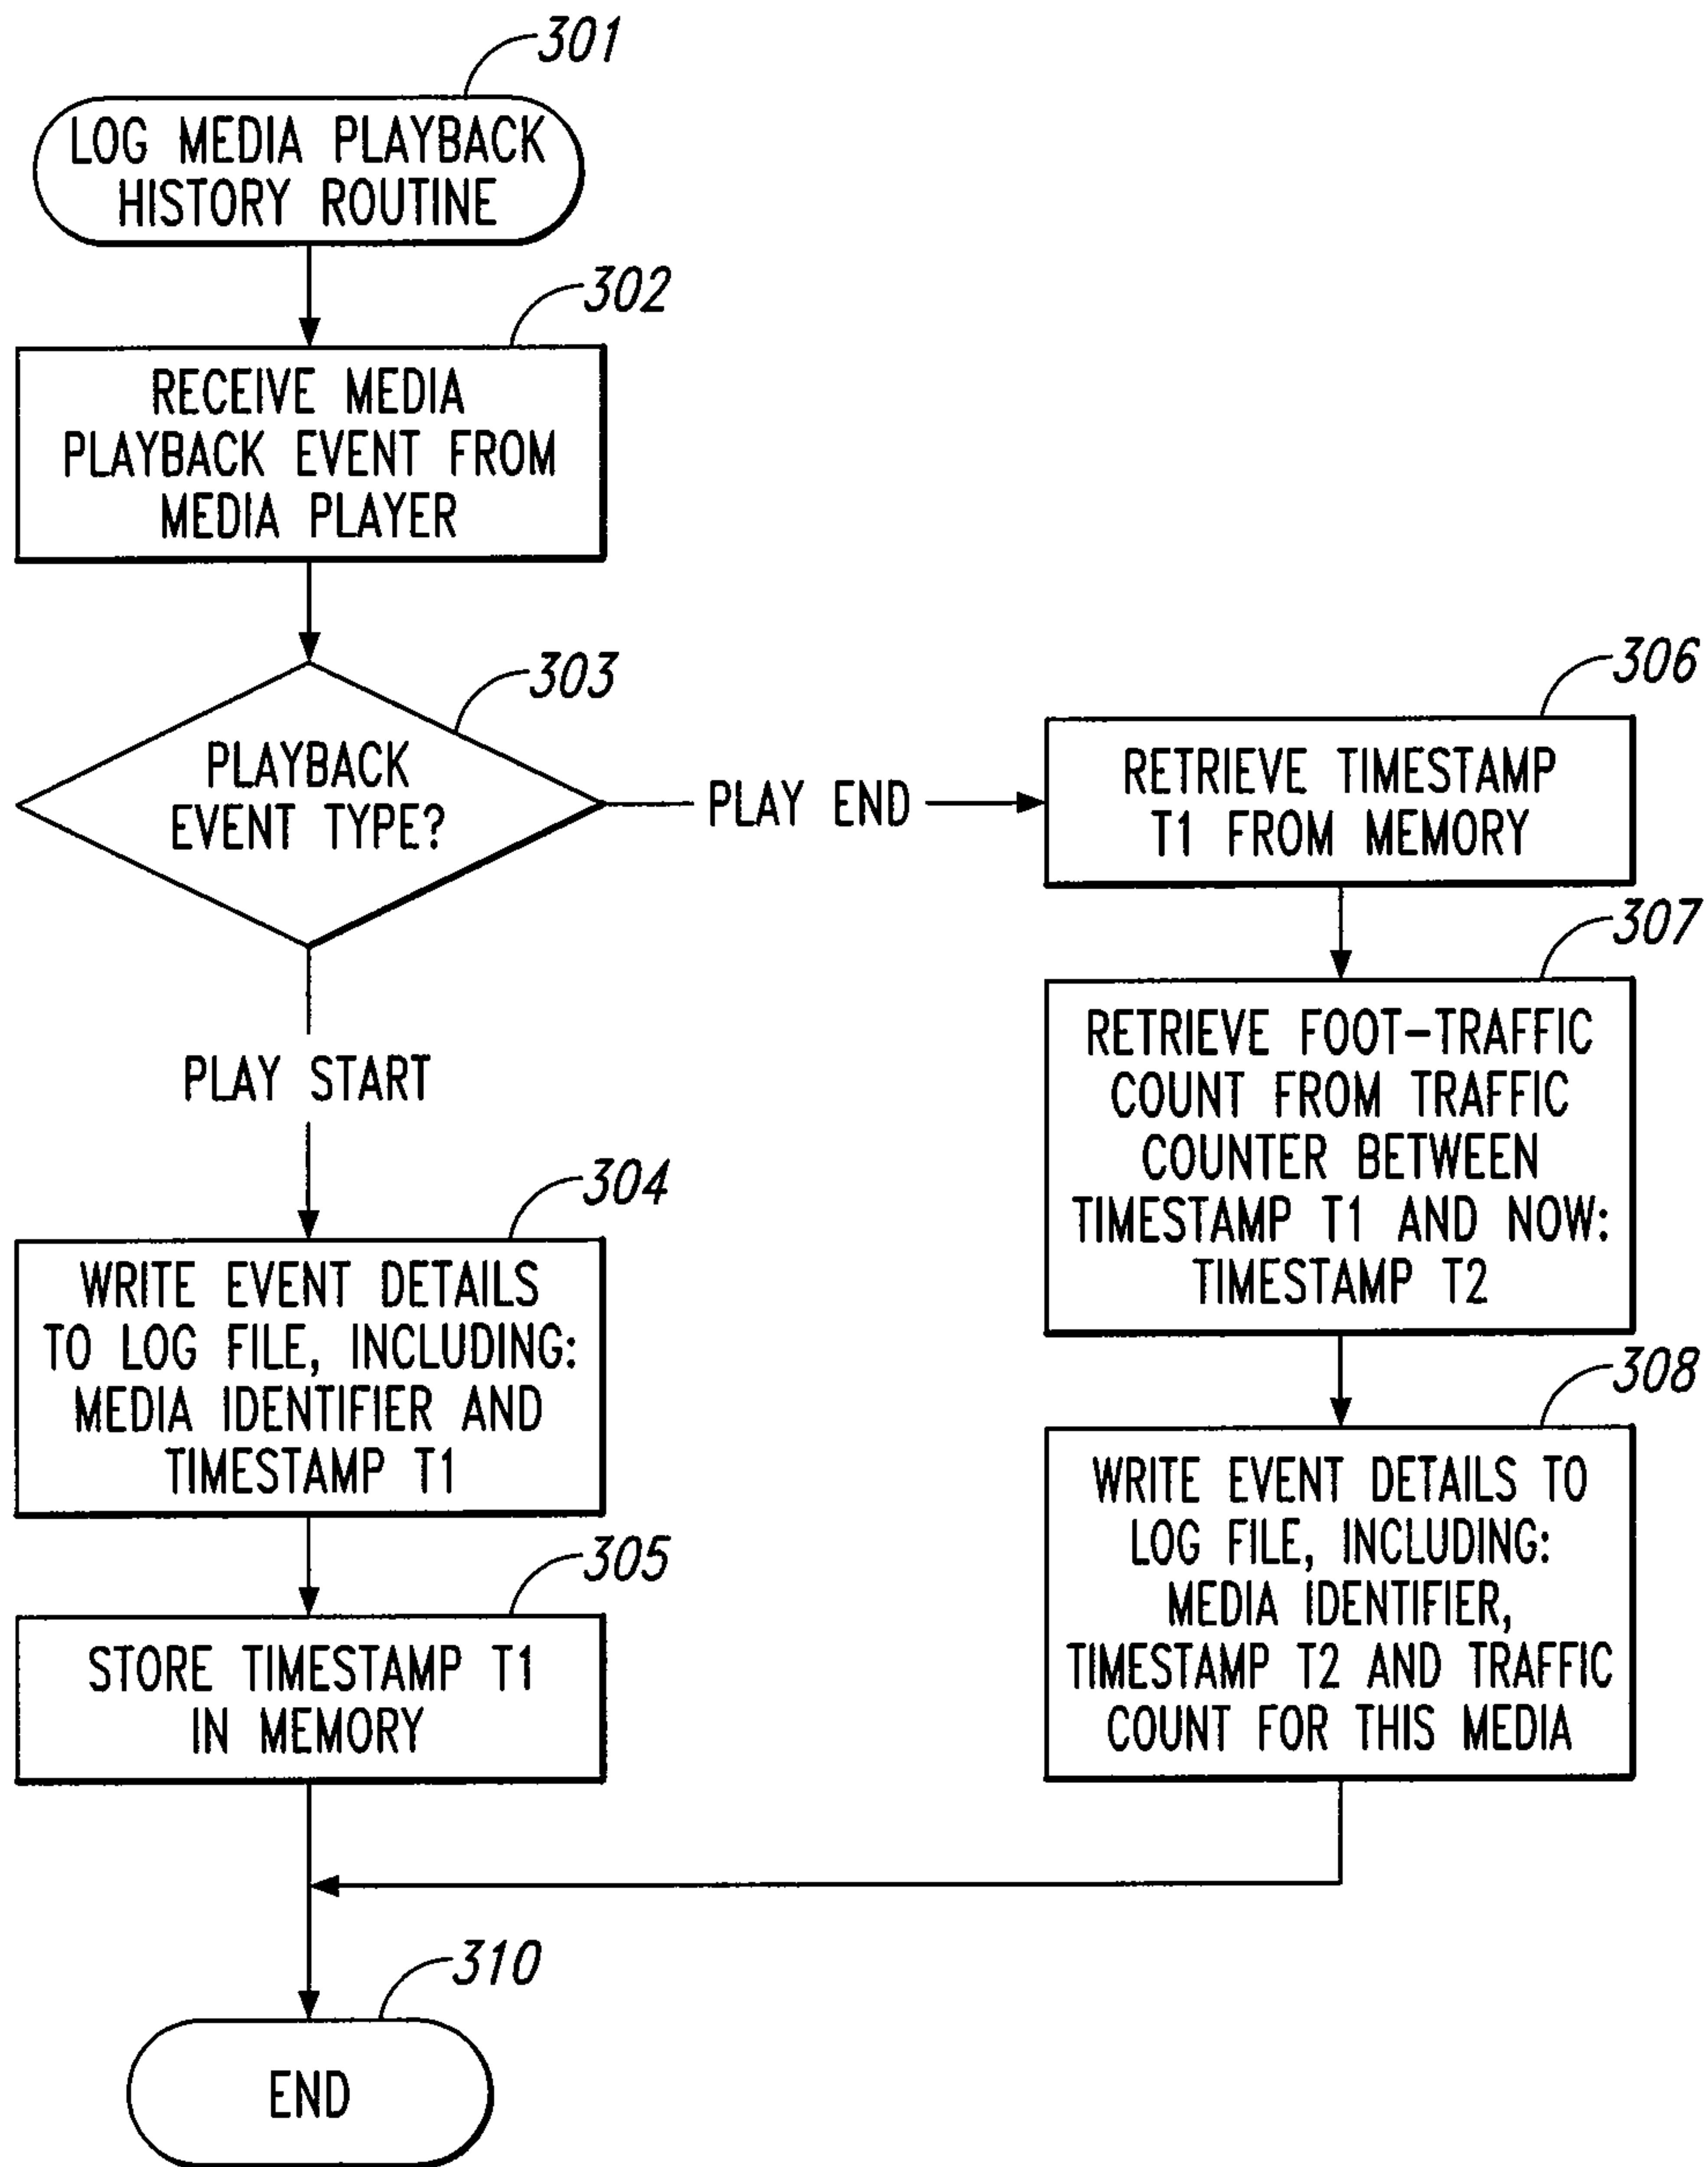 301
LOG MEDIA PLAYBACK
HISTORY ROUTINE
302
RECEIVE MEDIA
PLAYBACK EVENT FROM
MEDIA PLAYER
303
PLAYBACK
EVENT TYPE?
PLAY START
304
WRITE EVENT DETAILS
TO LOG FILE, INCLUDING:
MEDIA IDENTIFIER AND
TIMESTAMP T1
305
STORE TIMESTAMP T1
IN MEMORY
PLAY END
306
RETRIEVE TIMESTAMP
T1 FROM MEMORY
307
RETRIEVE FOOT-TRAFFIC
COUNT FROM TRAFFIC
COUNTER BETWEEN
TIMESTAMP T1 AND NOW:
TIMESTAMP T2
308
WRITE EVENT DETAILS TO
LOG FILE, INCLUDING:
MEDIA IDENTIFIER,
TIMESTAMP T2 AND TRAFFIC
COUNT FOR THIS MEDIA
310
END